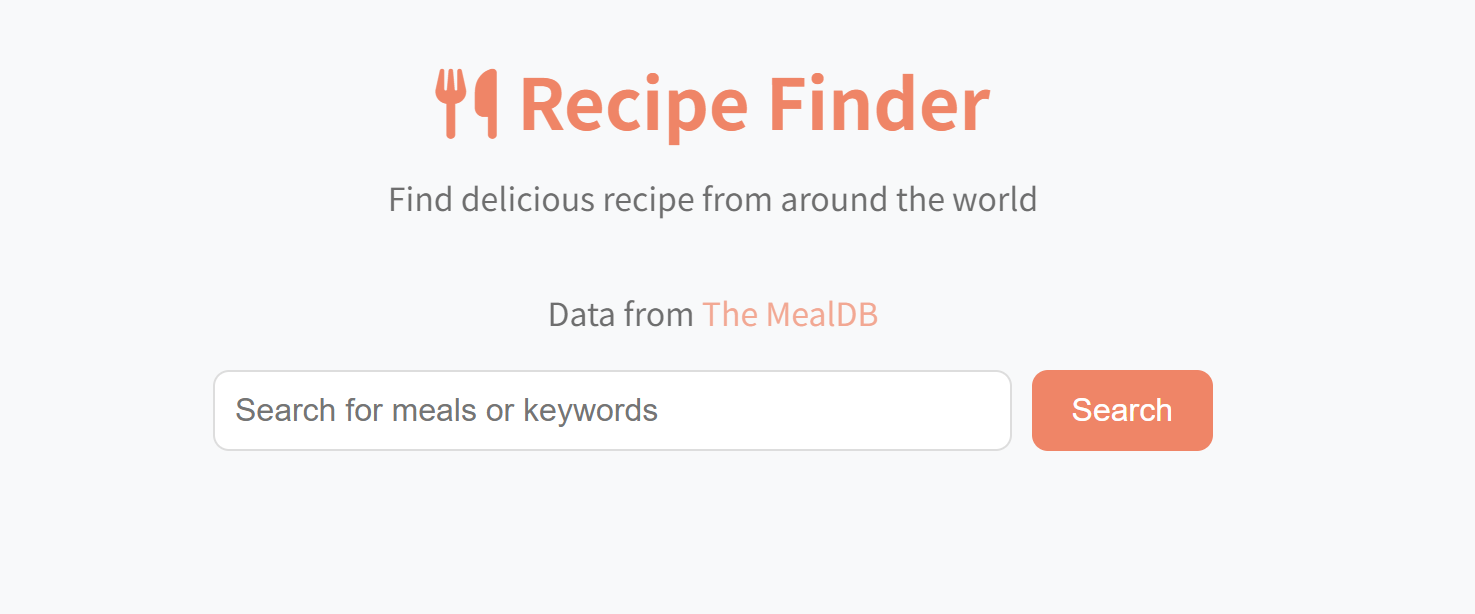 Recipe Finder
Find delicious recipe from around the world
Data from The MealDB
Search for meals or keywords
Search